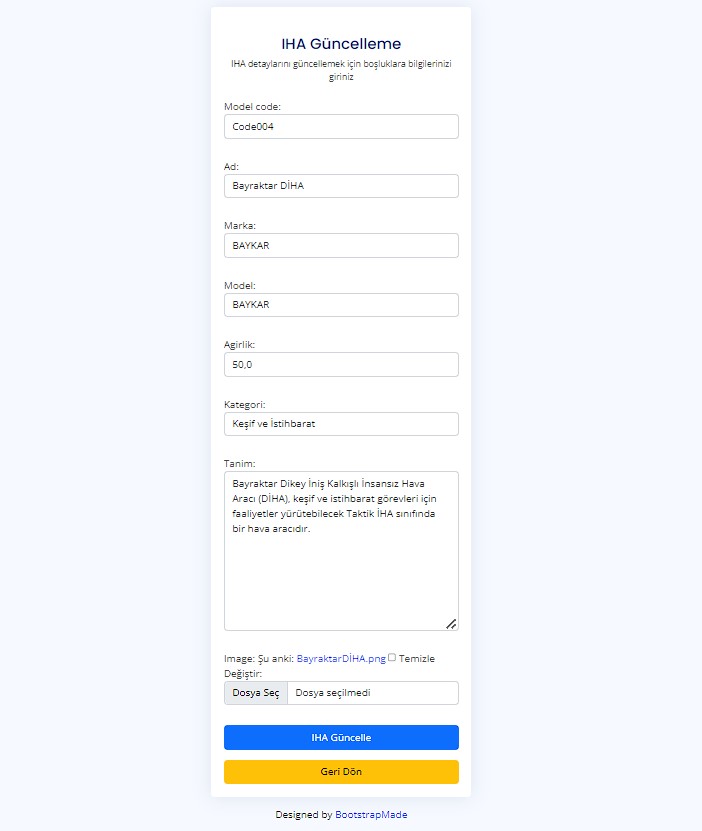 IHA Güncelleme
IHA detaylarını güncellemek için boşluklara bilgilerinizi
giriniz
Model code:
Code004
Ad:
Bayraktar DİHA
Marka:
BAYKAR
Model:
BAYKAR
Agirlik:
50,0
Kategori:
Keşif ve İstihbarat
Tanim:
Bayraktar Dikey İniş Kalkışlı İnsansız Hava
Aracı (DİHA), keşif ve istihbarat görevleri için
faaliyetler yürütebilecek Taktik İHA sınıfında
bir hava aracıdır.
Image: Şu anki: BayraktarDİHA.png Temizle
Değiştir:
Dosya Seç Dosya seçilmedi
IHA Güncelle
Geri Dön
Designed by BootstrapMade